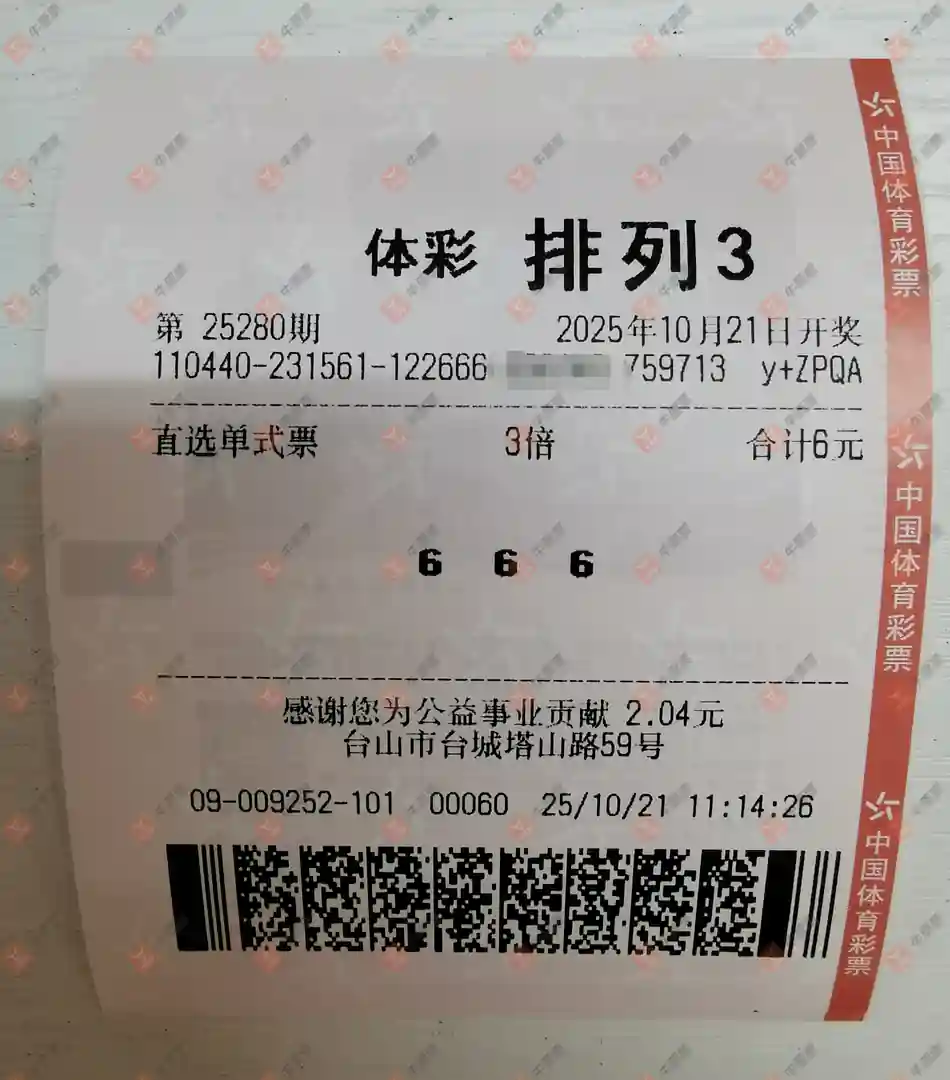 体彩 排列3
第 25280期 2025年10月21日开奖
110440-231561-122666 759713 y+ZPQA
直选单式票 3倍 合计6元
6 6 6
感谢您为公益事业贡献 2.04元
台山市台城塔山路59号
09-009252-101 00060 25/10/21 11:14:26
中国体育彩票
中国体育彩票
中国体育彩票